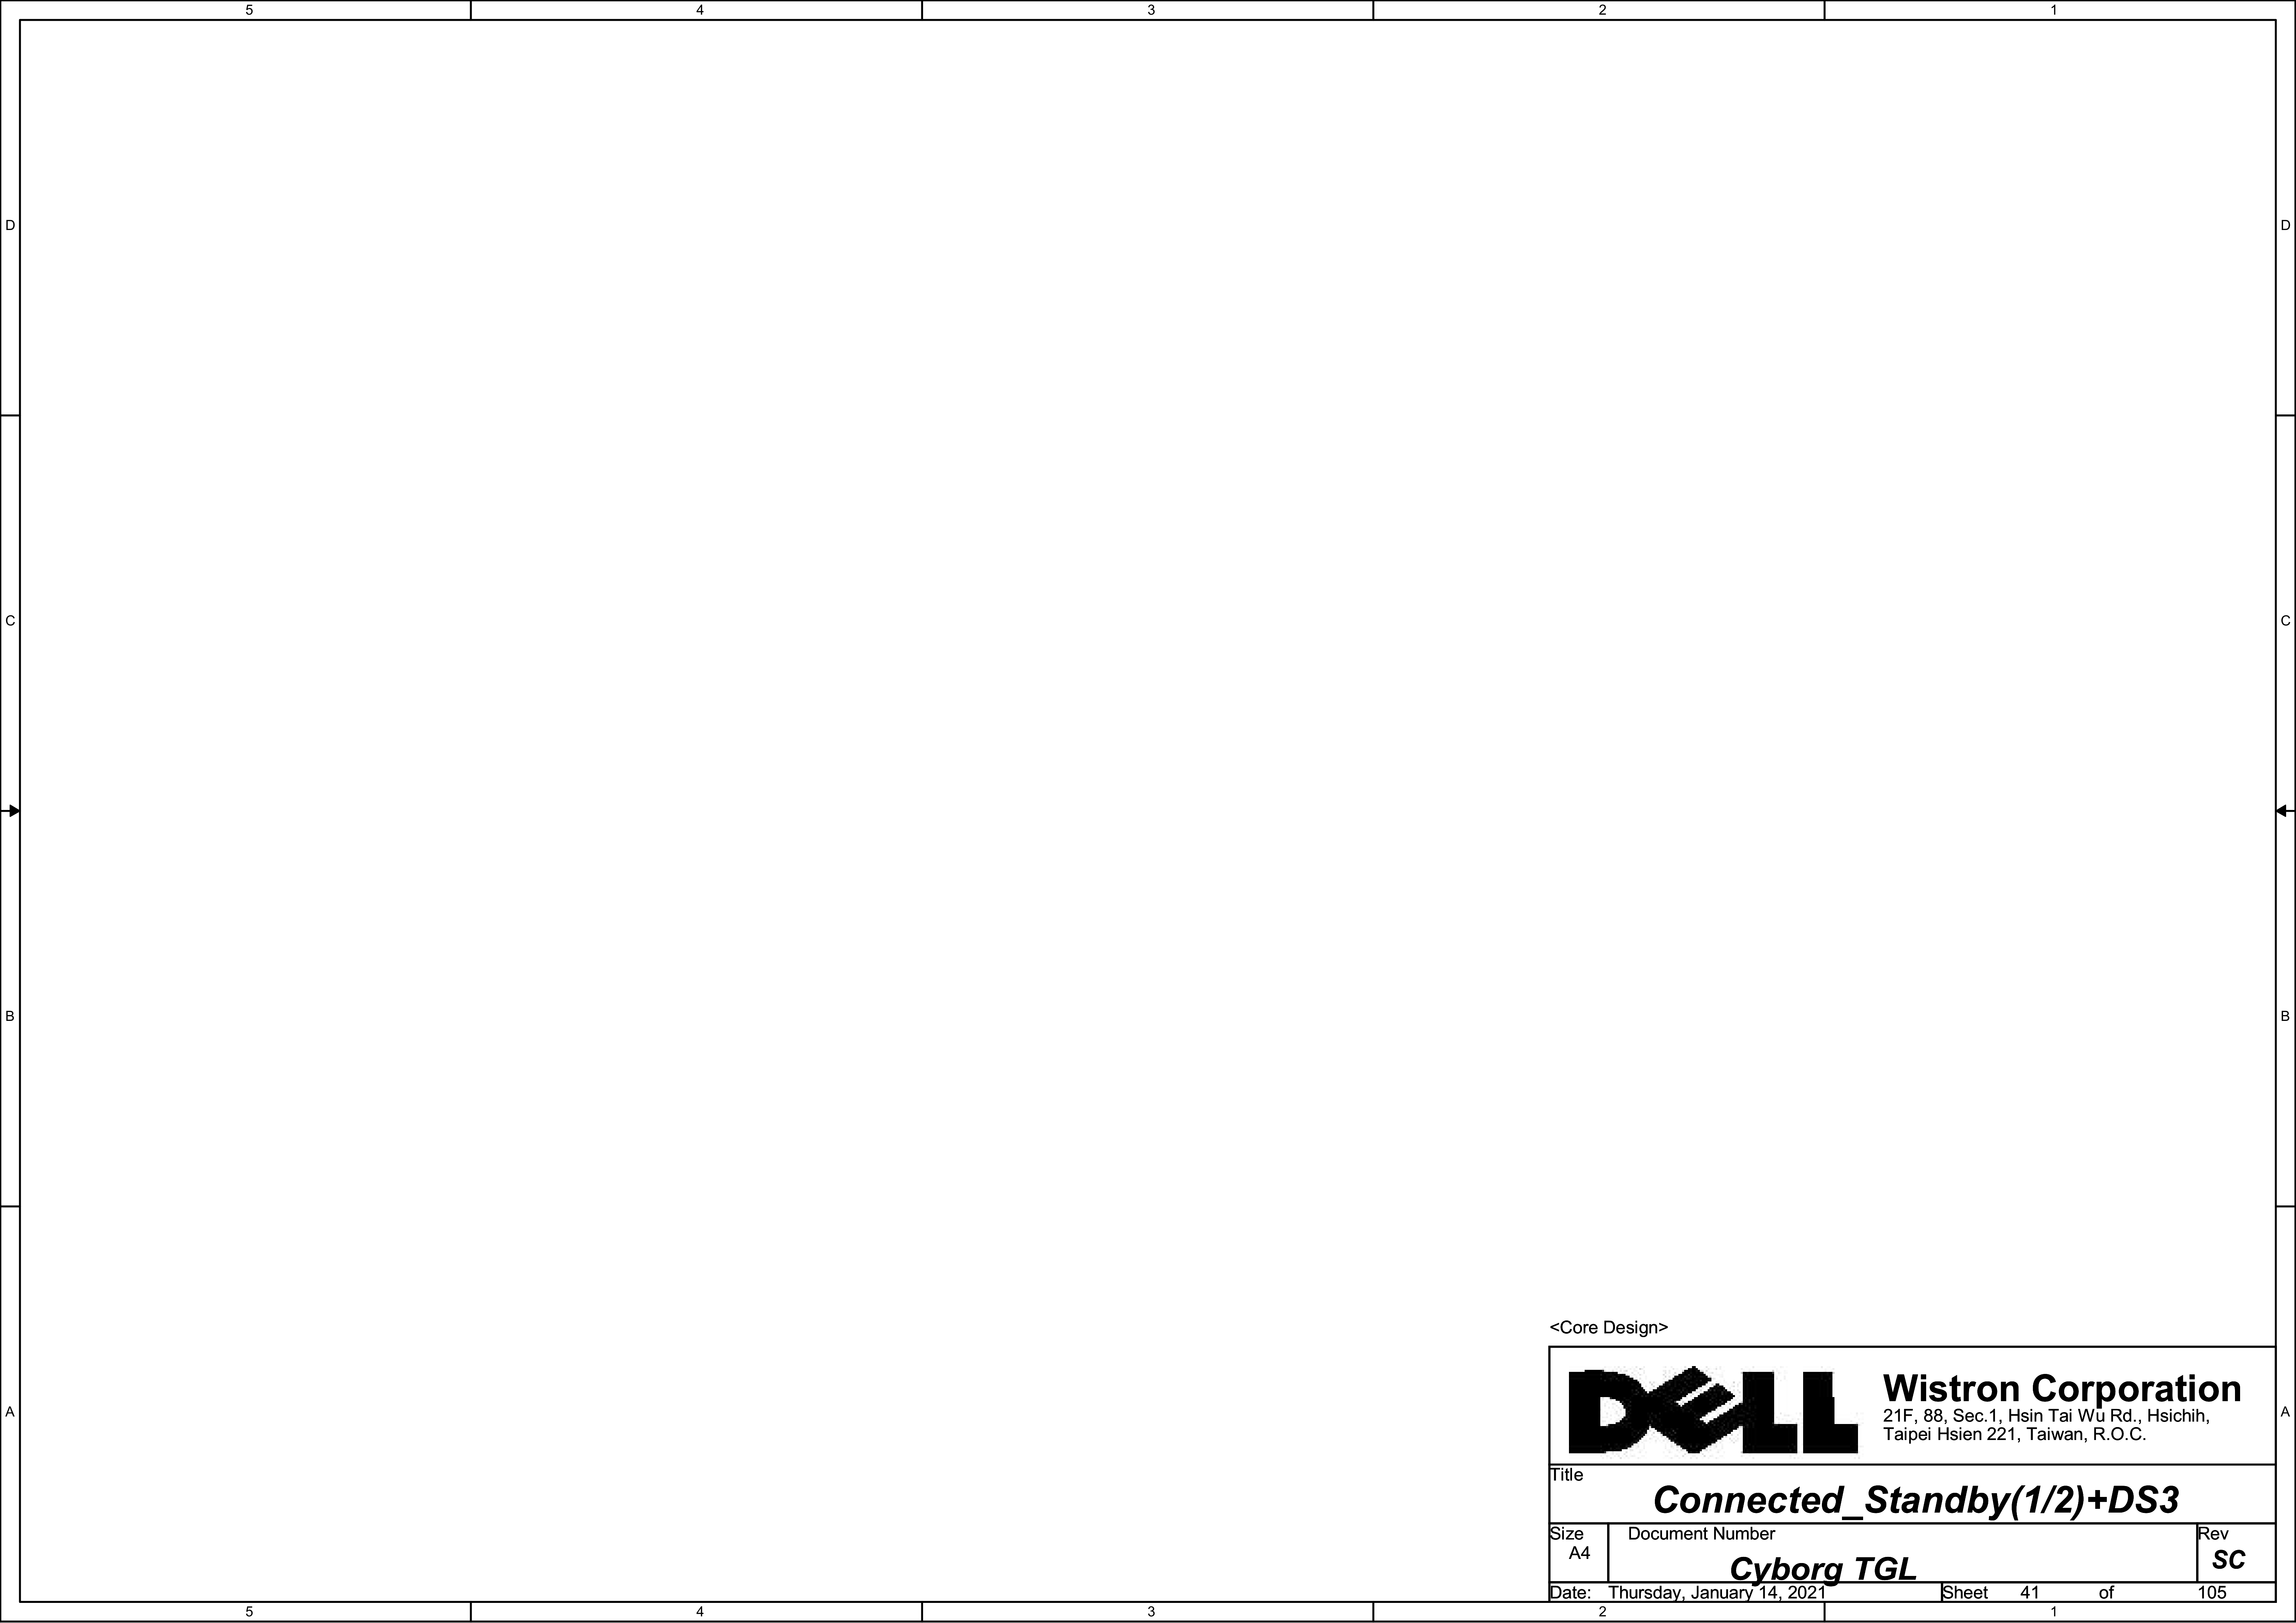 5 4 3 2 1
D D
C C
B B
A A
<Core Design>
DELL
Wistron Corporation
21F, 88, Sec.1, Hsin Tai Wu Rd., Hsichih,
Taipei Hsien 221, Taiwan, R.O.C.
Title
Connected_Standby(1/2)+DS3
Size Document Number Rev
A4 Cyborg TGL SC
Date: Thursday, January 14, 2021 Sheet 41 of 105
5 4 3 2 1